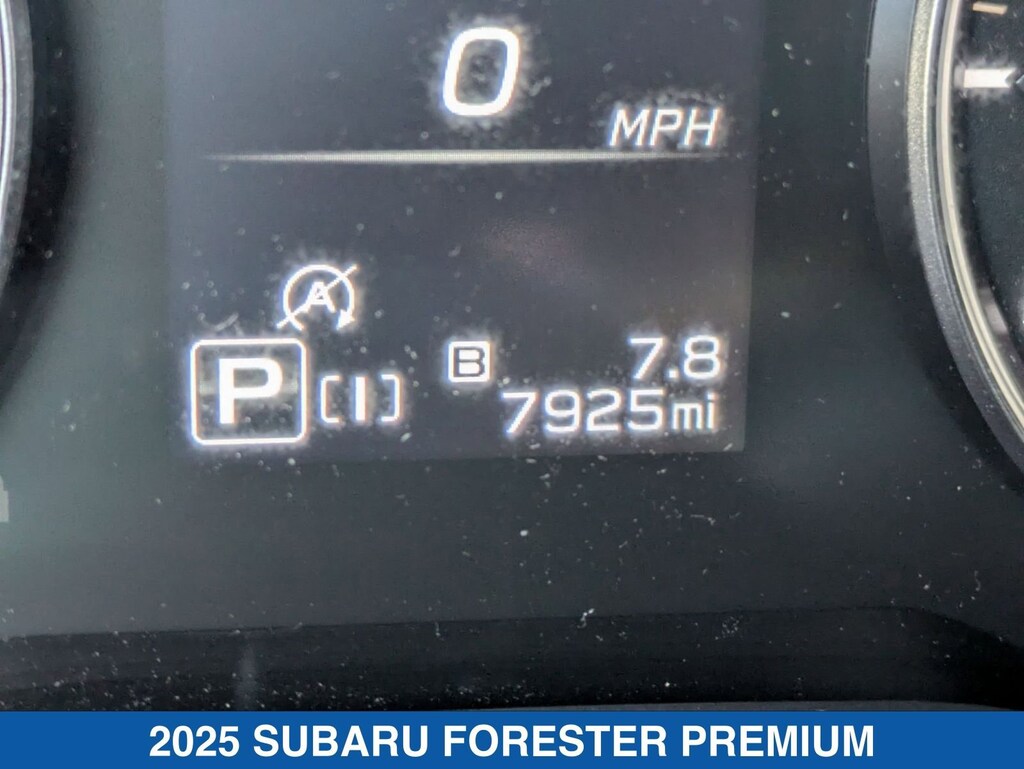 0
MPH
A
B 7.8
P [I] 7925mi
2025 SUBARU FORESTER PREMIUM